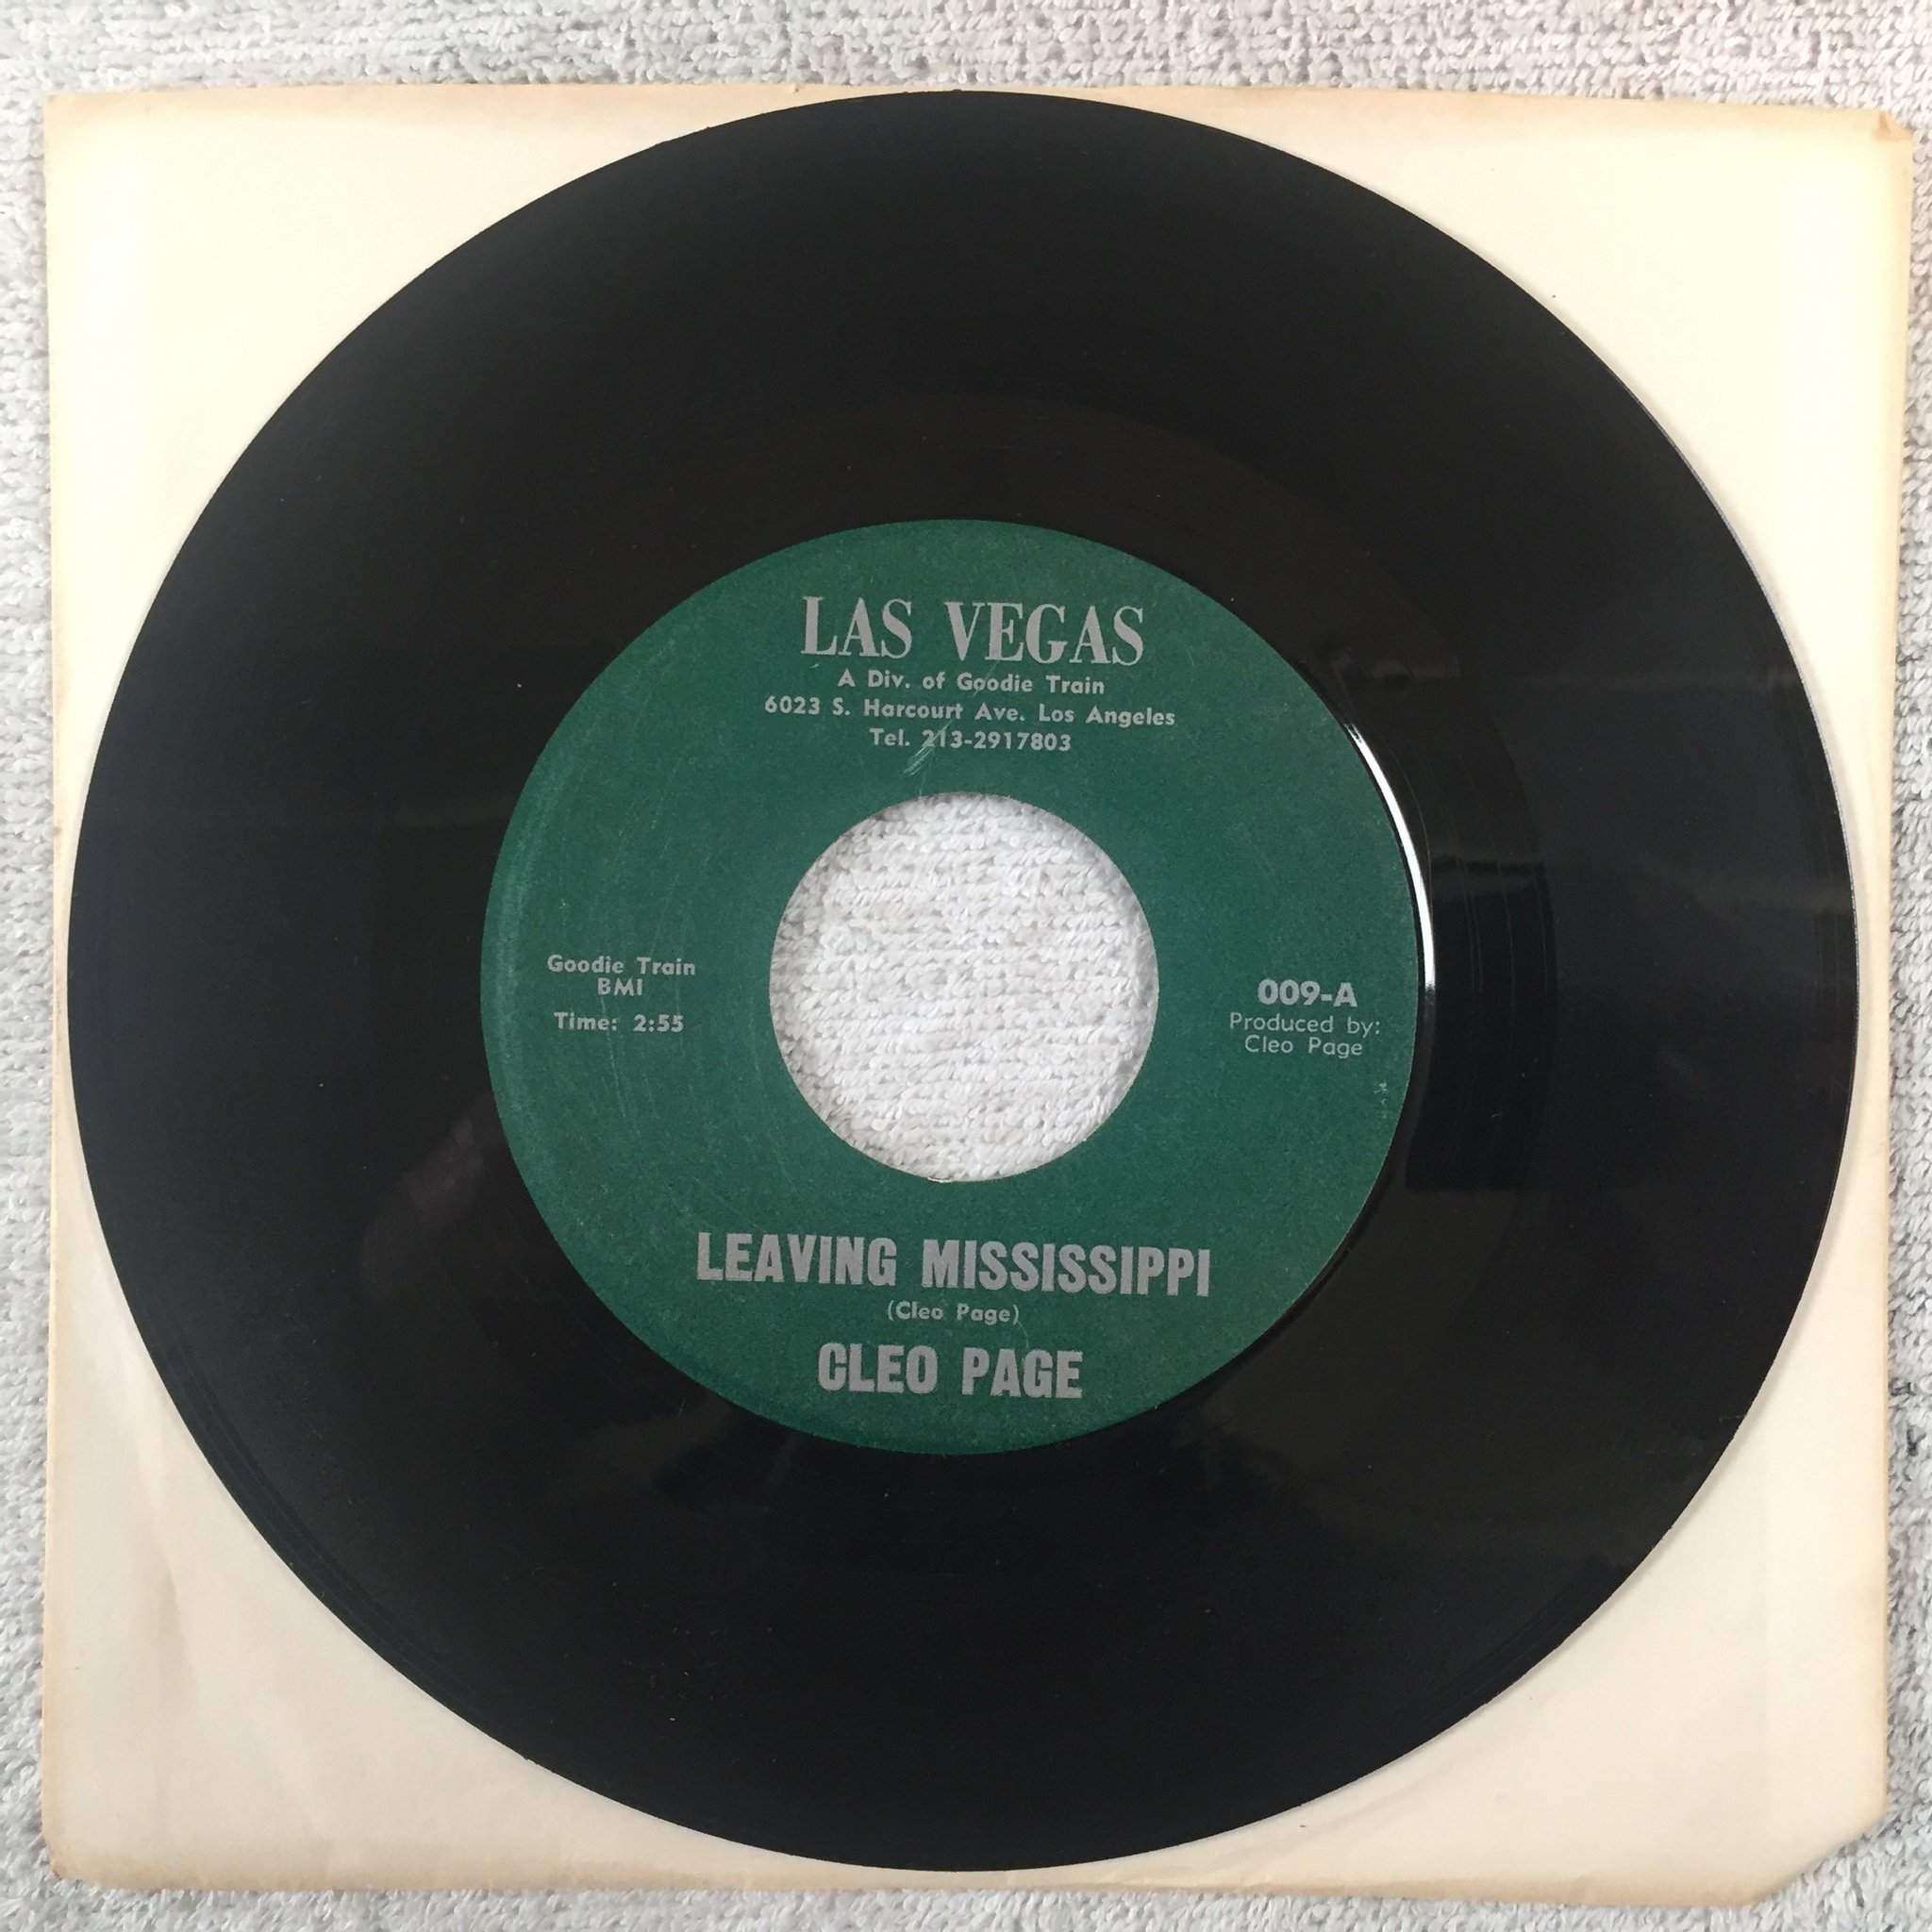 LAS VEGAS
A Div. of Goodie Train
6023 S. Harcourt Ave. Los Angeles
Tel. 213-2917803
Goodie Train
BMI
Time: 2:55
009-A
Produced by:
Cleo Page
LEAVING MISSISSIPPI
(Cleo Page)
CLEO PAGE